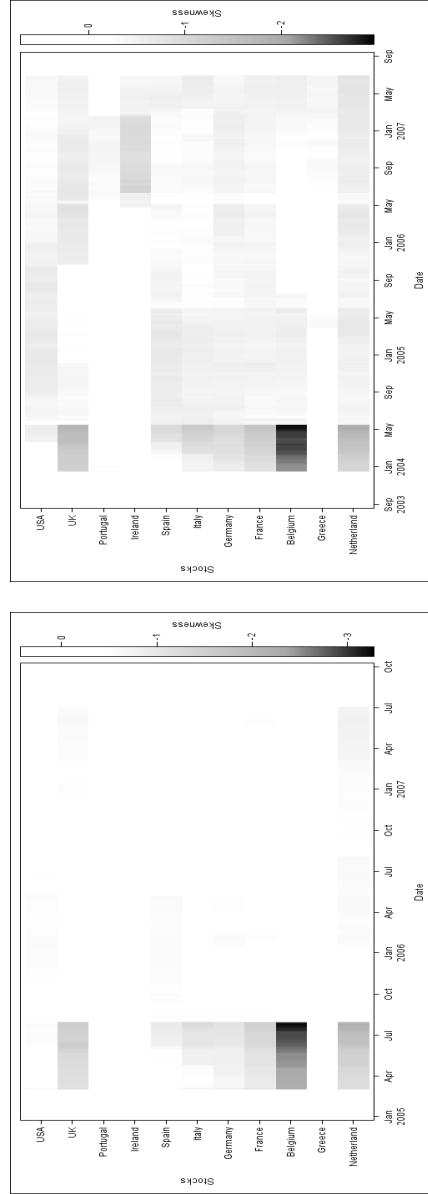 Skewness
0
-1
-2
Stocks
USA
UK
Portugal
Ireland
Spain
Italy
Germany
France
Belgium
Greece
Netherland
Sep Jan May Sep Jan May Sep Jan May Sep Jan May Sep
2003 2004 2005 2006 2007
Date
Skewness
0
-1
-2
-3
Stocks
USA
UK
Portugal
Ireland
Spain
Italy
Germany
France
Belgium
Greece
Netherland
Jan Apr Jul Oct Jan Apr Jul Oct Jan Apr Jul Oct
2005 2006 2007
Date